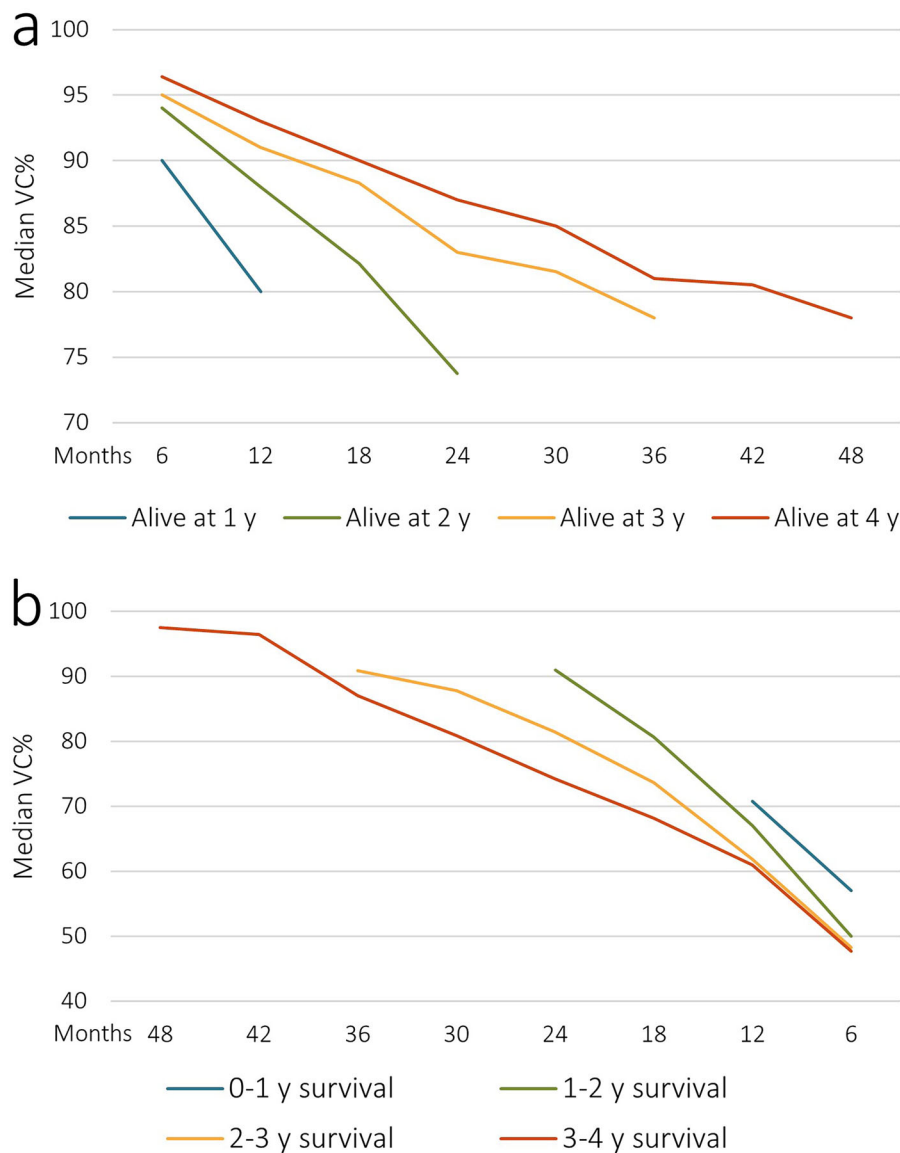 a
100
95
90
85
80
75
70
Median VC%
Months 6 12 18 24 30 36 42 48
Alive at 1 y Alive at 2 y Alive at 3 y Alive at 4 y
b
100
90
80
70
60
50
40
Median VC%
Months 48 42 36 30 24 18 12 6
0-1 y survival 1-2 y survival
2-3 y survival 3-4 y survival